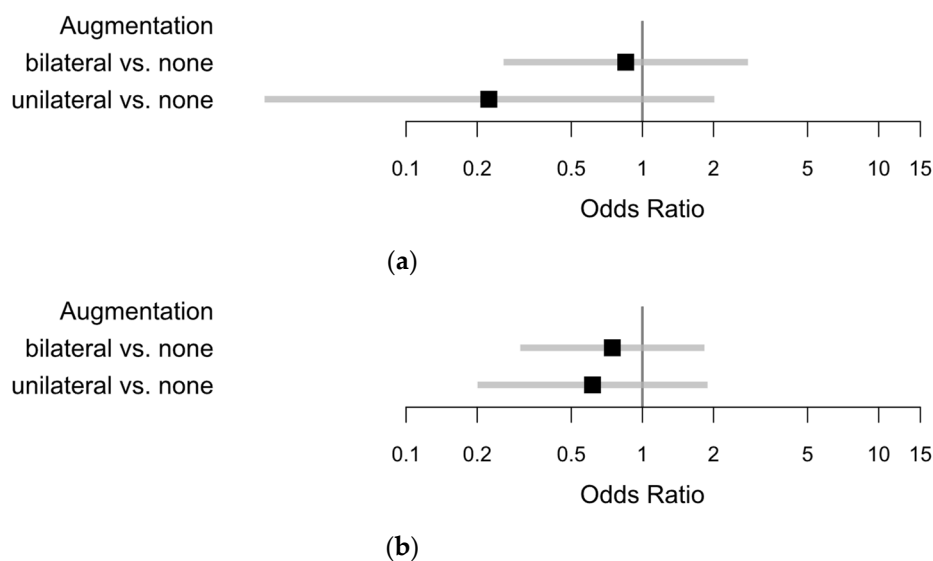 Augmentation
bilateral vs. none
unilateral vs. none
0.1 0.2 0.5 1 2 5 10 15
Odds Ratio
(a)
Augmentation
bilateral vs. none
unilateral vs. none
0.1 0.2 0.5 1 2 5 10 15
Odds Ratio
(b)